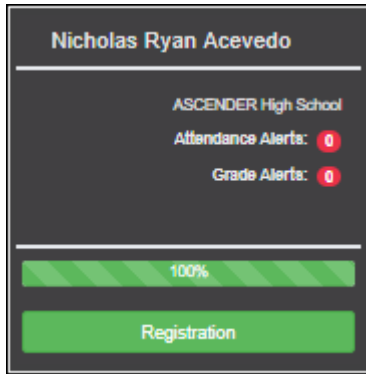 Nicholas Ryan Acevedo
ASCENDER High School
Attendance Alerts: 0
Grade Alerts: 0
100%
Registration